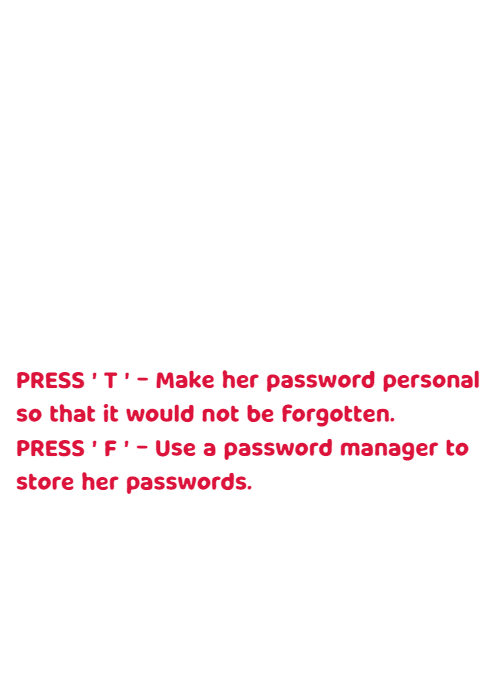 PRESS ' T ' - Make her password personal
so that it would not be forgotten.
PRESS ' F ' - Use a password manager to
store her passwords.